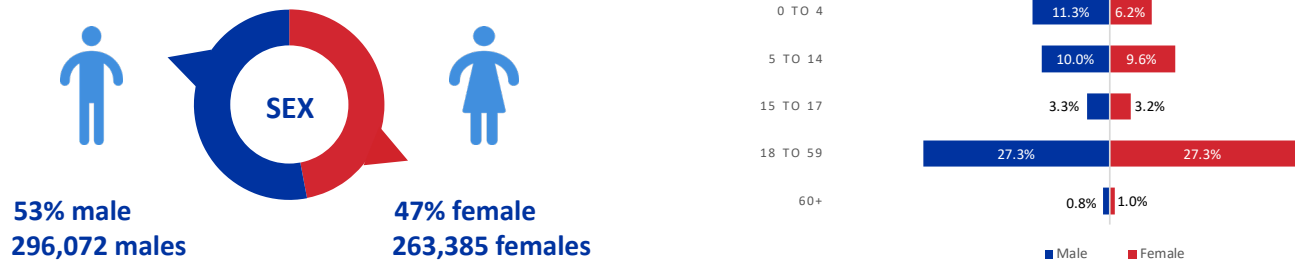 SEX
53% male
296,072 males
47% female
263,385 females
0 TO 4
11.3%
6.2%
5 TO 14
10.0%
9.6%
15 TO 17
3.3%
3.2%
18 TO 59
27.3%
27.3%
60+
0.8%
1.0%
Male
Female